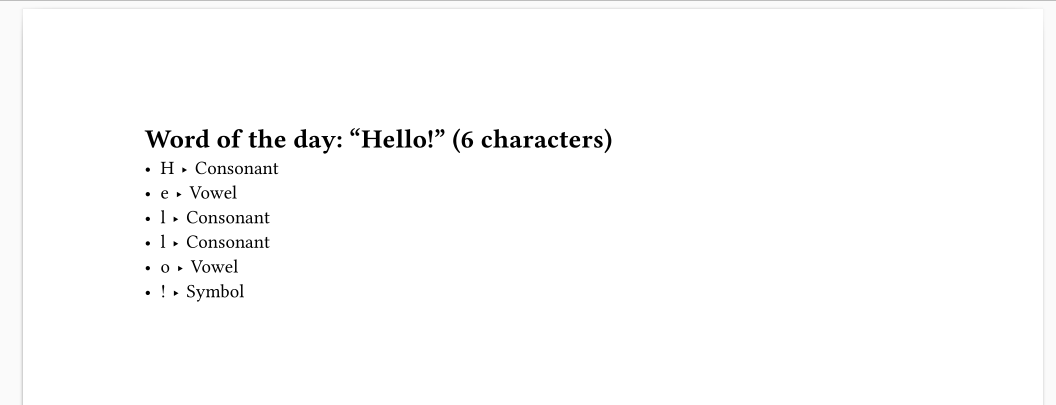 Word of the day: “Hello!” (6 characters)
• H ‣ Consonant
• e ‣ Vowel
• l ‣ Consonant
• l ‣ Consonant
• o ‣ Vowel
• ! ‣ Symbol